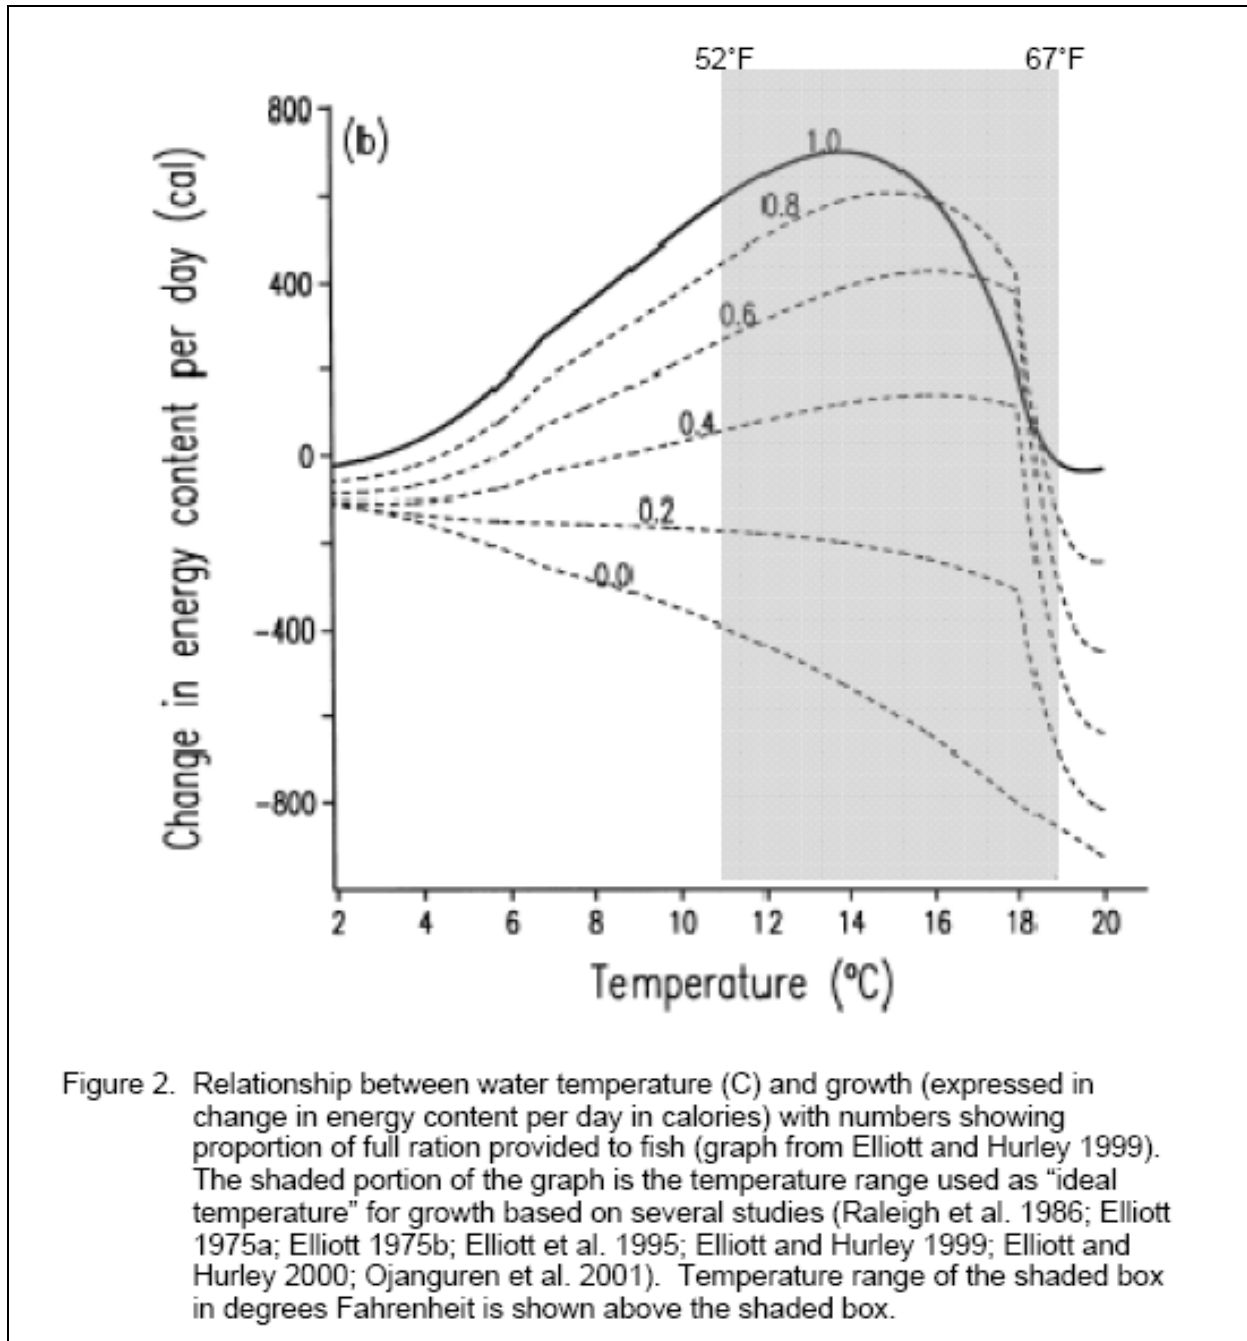 52°F 67°F
800
(b)
1.0
0.8
400
0.6
0.4
0
0.2
0.0
-400
-800
Change in energy content per day (cal)
2 4 6 8 10 12 14 16 18 20
Temperature (°C)
Figure 2. Relationship between water temperature (C) and growth (expressed in
change in energy content per day in calories) with numbers showing
proportion of full ration provided to fish (graph from Elliott and Hurley 1999).
The shaded portion of the graph is the temperature range used as “ideal
temperature” for growth based on several studies (Raleigh et al. 1986; Elliott
1975a; Elliott 1975b; Elliott et al. 1995; Elliott and Hurley 1999; Elliott and
Hurley 2000; Ojanguren et al. 2001). Temperature range of the shaded box
in degrees Fahrenheit is shown above the shaded box.